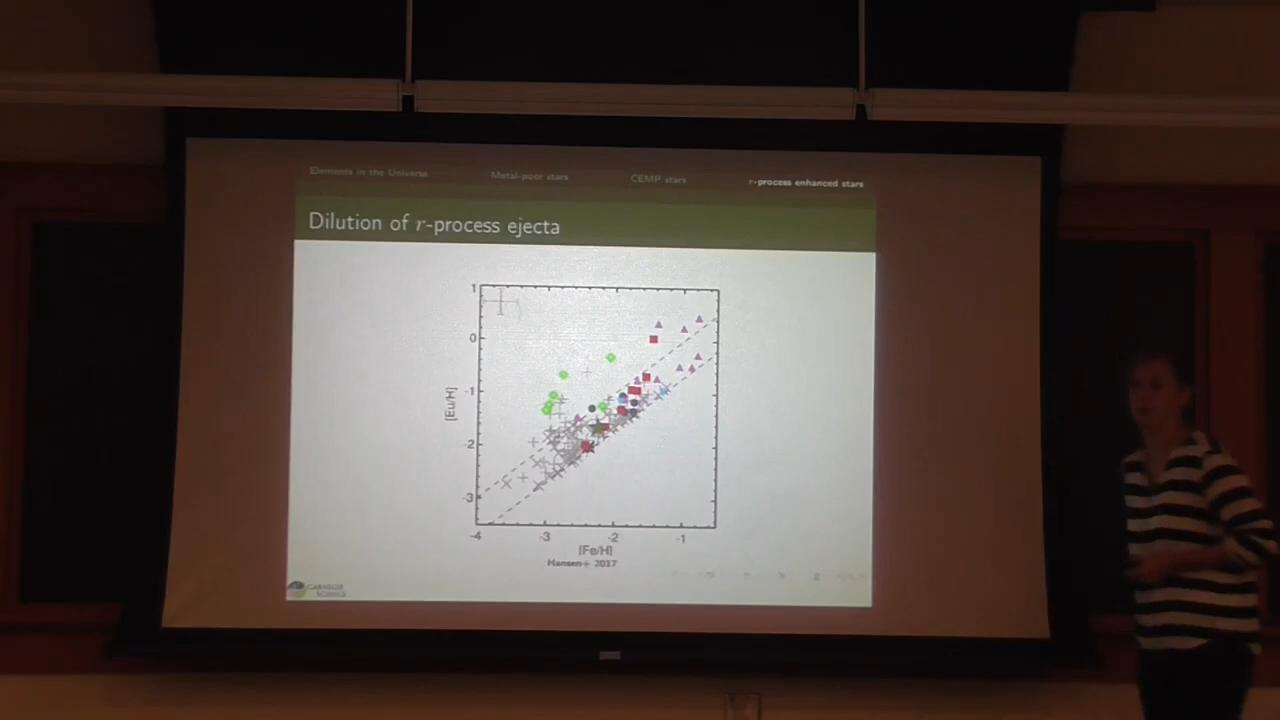 Elements in the Universe
Metal-poor stars
CEMP stars
r-process enhanced stars
Dilution of r-process ejecta
1
0
-1
-2
-3
[Eu/H]
-4
-3
-2
-1
[Fe/H]
Hansen+ 2017
CARNEGIE
SCIENCE